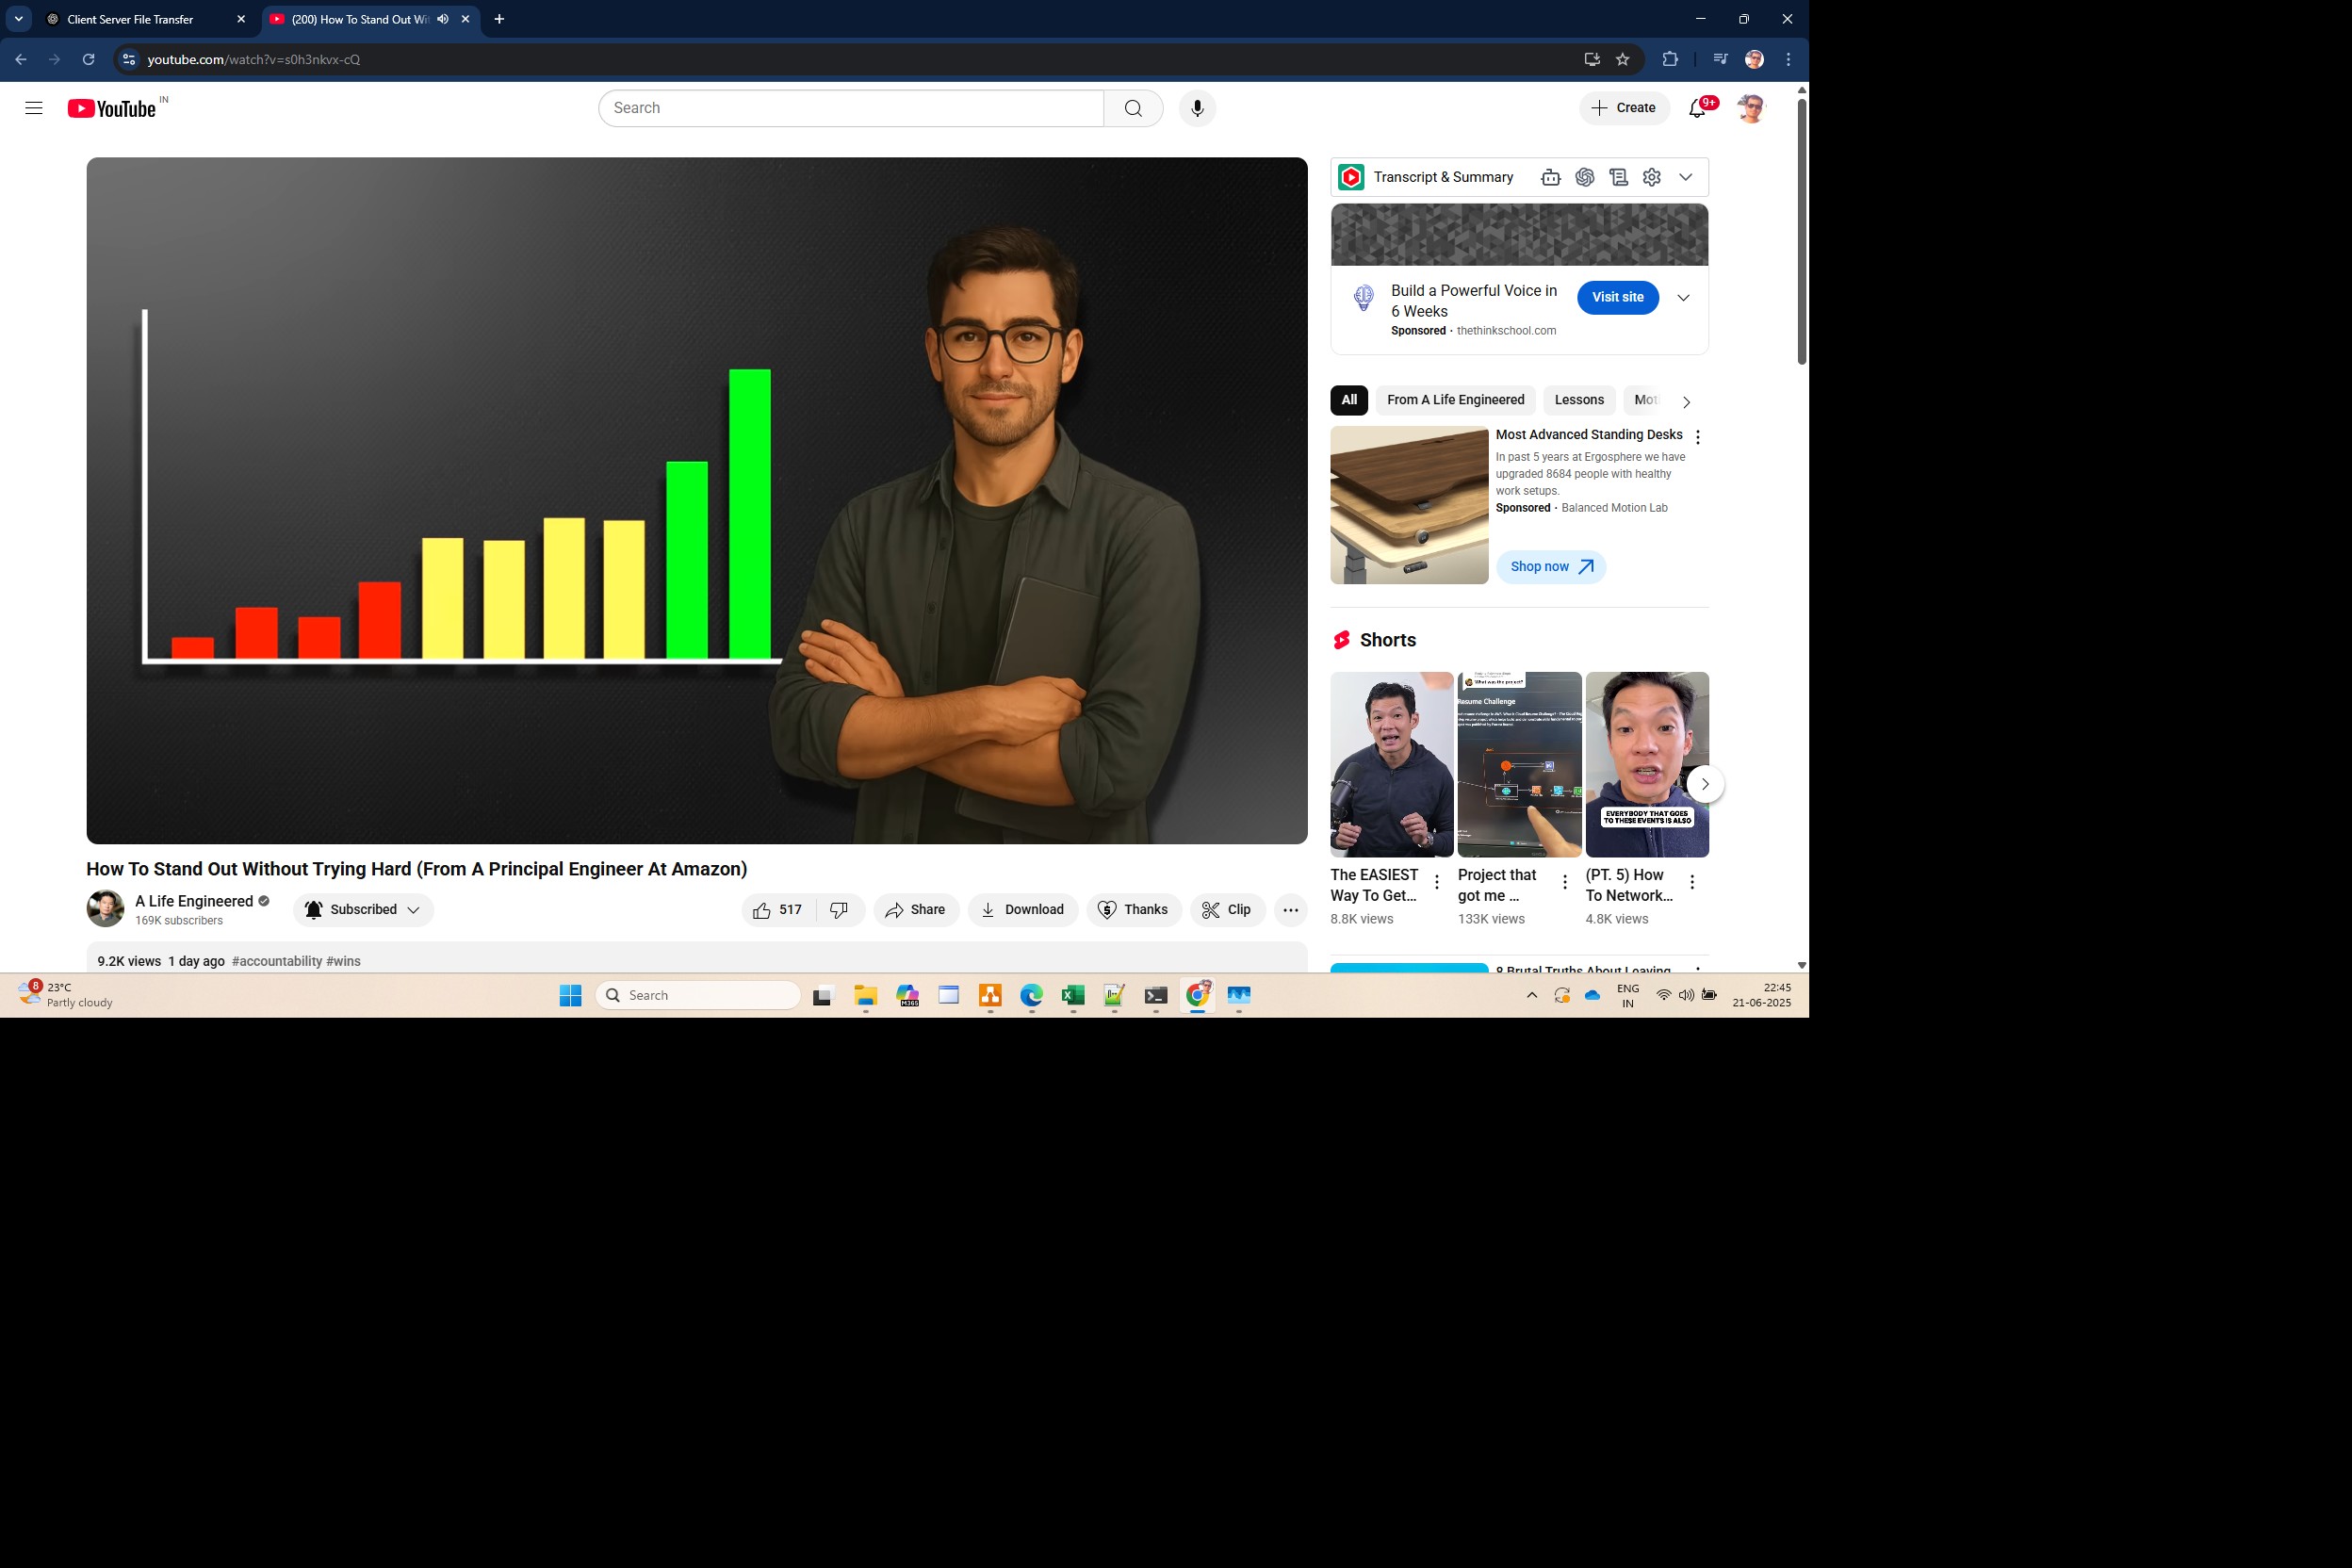 Client Server File Transfer
(200) How To Stand Out Wi
youtube.com/watch?v=s0h3nkvx-cQ
YouTube IN
Search
Create
9+
Transcript & Summary
Build a Powerful Voice in
6 Weeks
Sponsored · thethinkschool.com
Visit site
All
From A Life Engineered
Lessons
Mot
Most Advanced Standing Desks
In past 5 years at Ergosphere we have
upgraded 8684 people with healthy
work setups.
Sponsored · Balanced Motion Lab
Shop now
Shorts
What was the project?
Resume Challenge
EVERYBODY THAT GOES
TO THESE EVENTS IS ALSO
The EASIEST
Way To Get...
8.8K views
Project that
got me ...
133K views
(PT. 5) How
To Network...
4.8K views
How To Stand Out Without Trying Hard (From A Principal Engineer At Amazon)
A Life Engineered
169K subscribers
Subscribed
517
Share
Download
Thanks
Clip
9.2K views 1 day ago #accountability #wins
8 Brutal Truths About Leaving
8
23°C
Partly cloudy
Search
M365
ENG
IN
22:45
21-06-2025